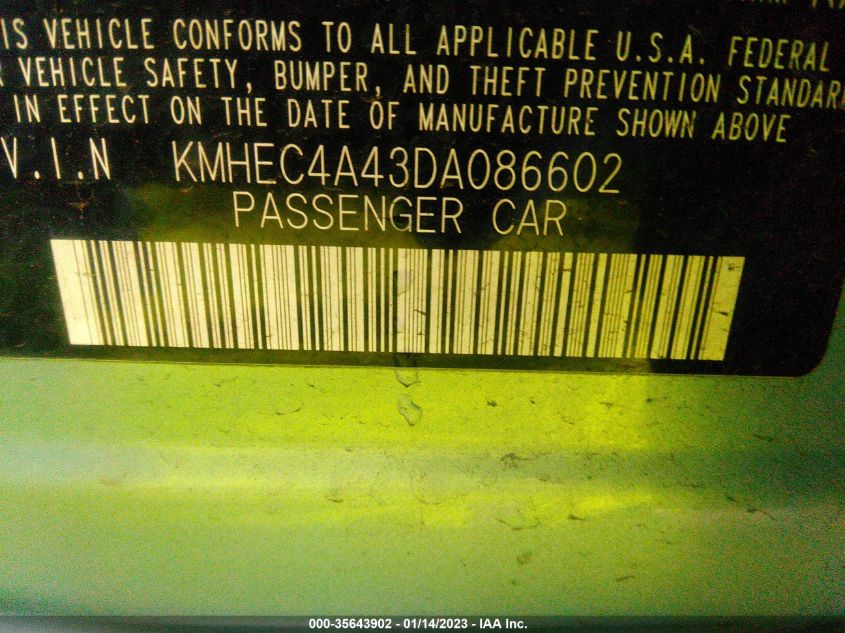 IS VEHICLE CONFORMS TO ALL APPLICABLE U.S.A. FEDERAL
VEHICLE SAFETY, BUMPER, AND THEFT PREVENTION STANDAR
IN EFFECT ON THE DATE OF MANUFACTURE SHOWN ABOVE
V.I.N KMHEC4A43DA086602
PASSENGER CAR
000-35643902 - 01/14/2023 - IAA Inc.